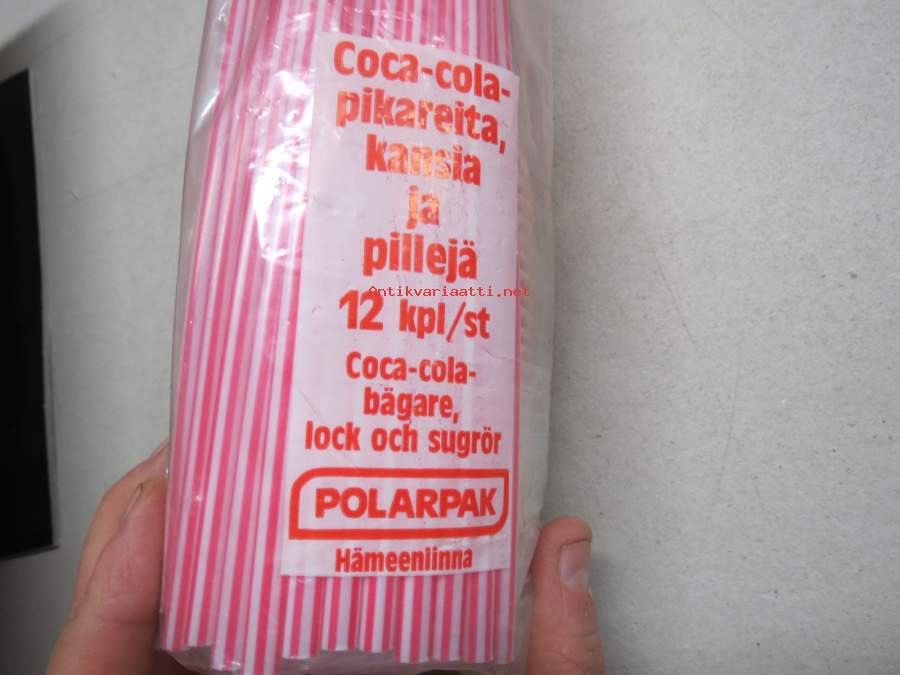 Coca-cola-
pikareita,
kansia
ja
pillejä
Antikvariaatti.net
12 kpl/st
Coca-cola-
bägare,
lock och sugrör
POLARPAK
Hämeenlinna